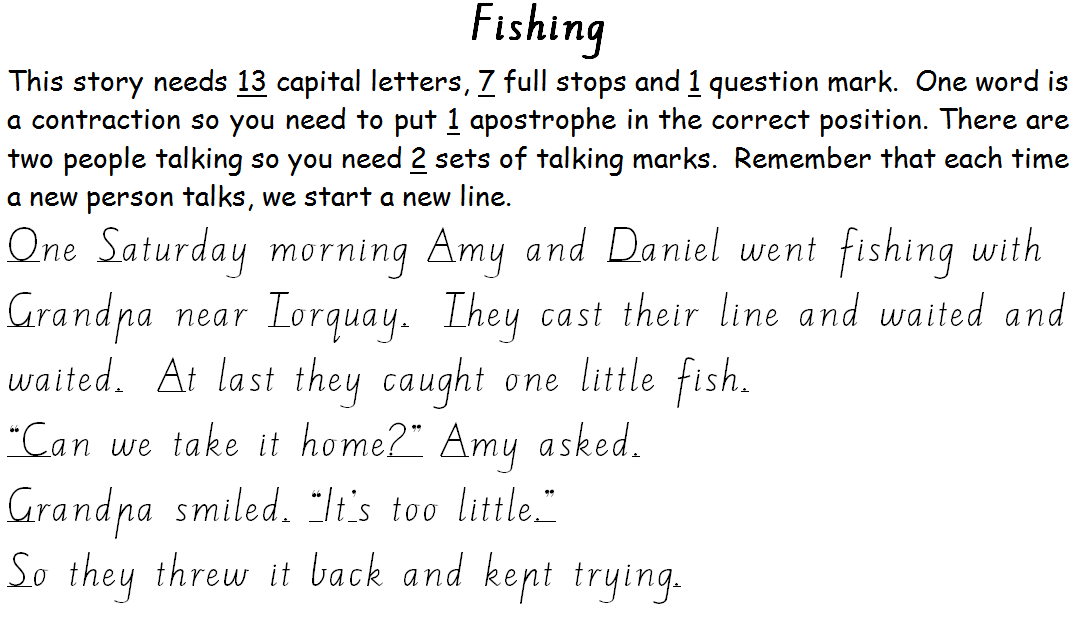 Fishing
This story needs 13 capital letters, 7 full stops and 1 question mark. One word is
a contraction so you need to put 1 apostrophe in the correct position. There are
two people talking so you need 2 sets of talking marks. Remember that each time
a new person talks, we start a new line.
One Saturday morning Amy and Daniel went fishing with
Grandpa near Torquay. They cast their line and waited and
waited. At last they caught one little fish.
“Can we take it home?” Amy asked.
Grandpa smiled. “It’s too little.”
So they threw it back and kept trying.